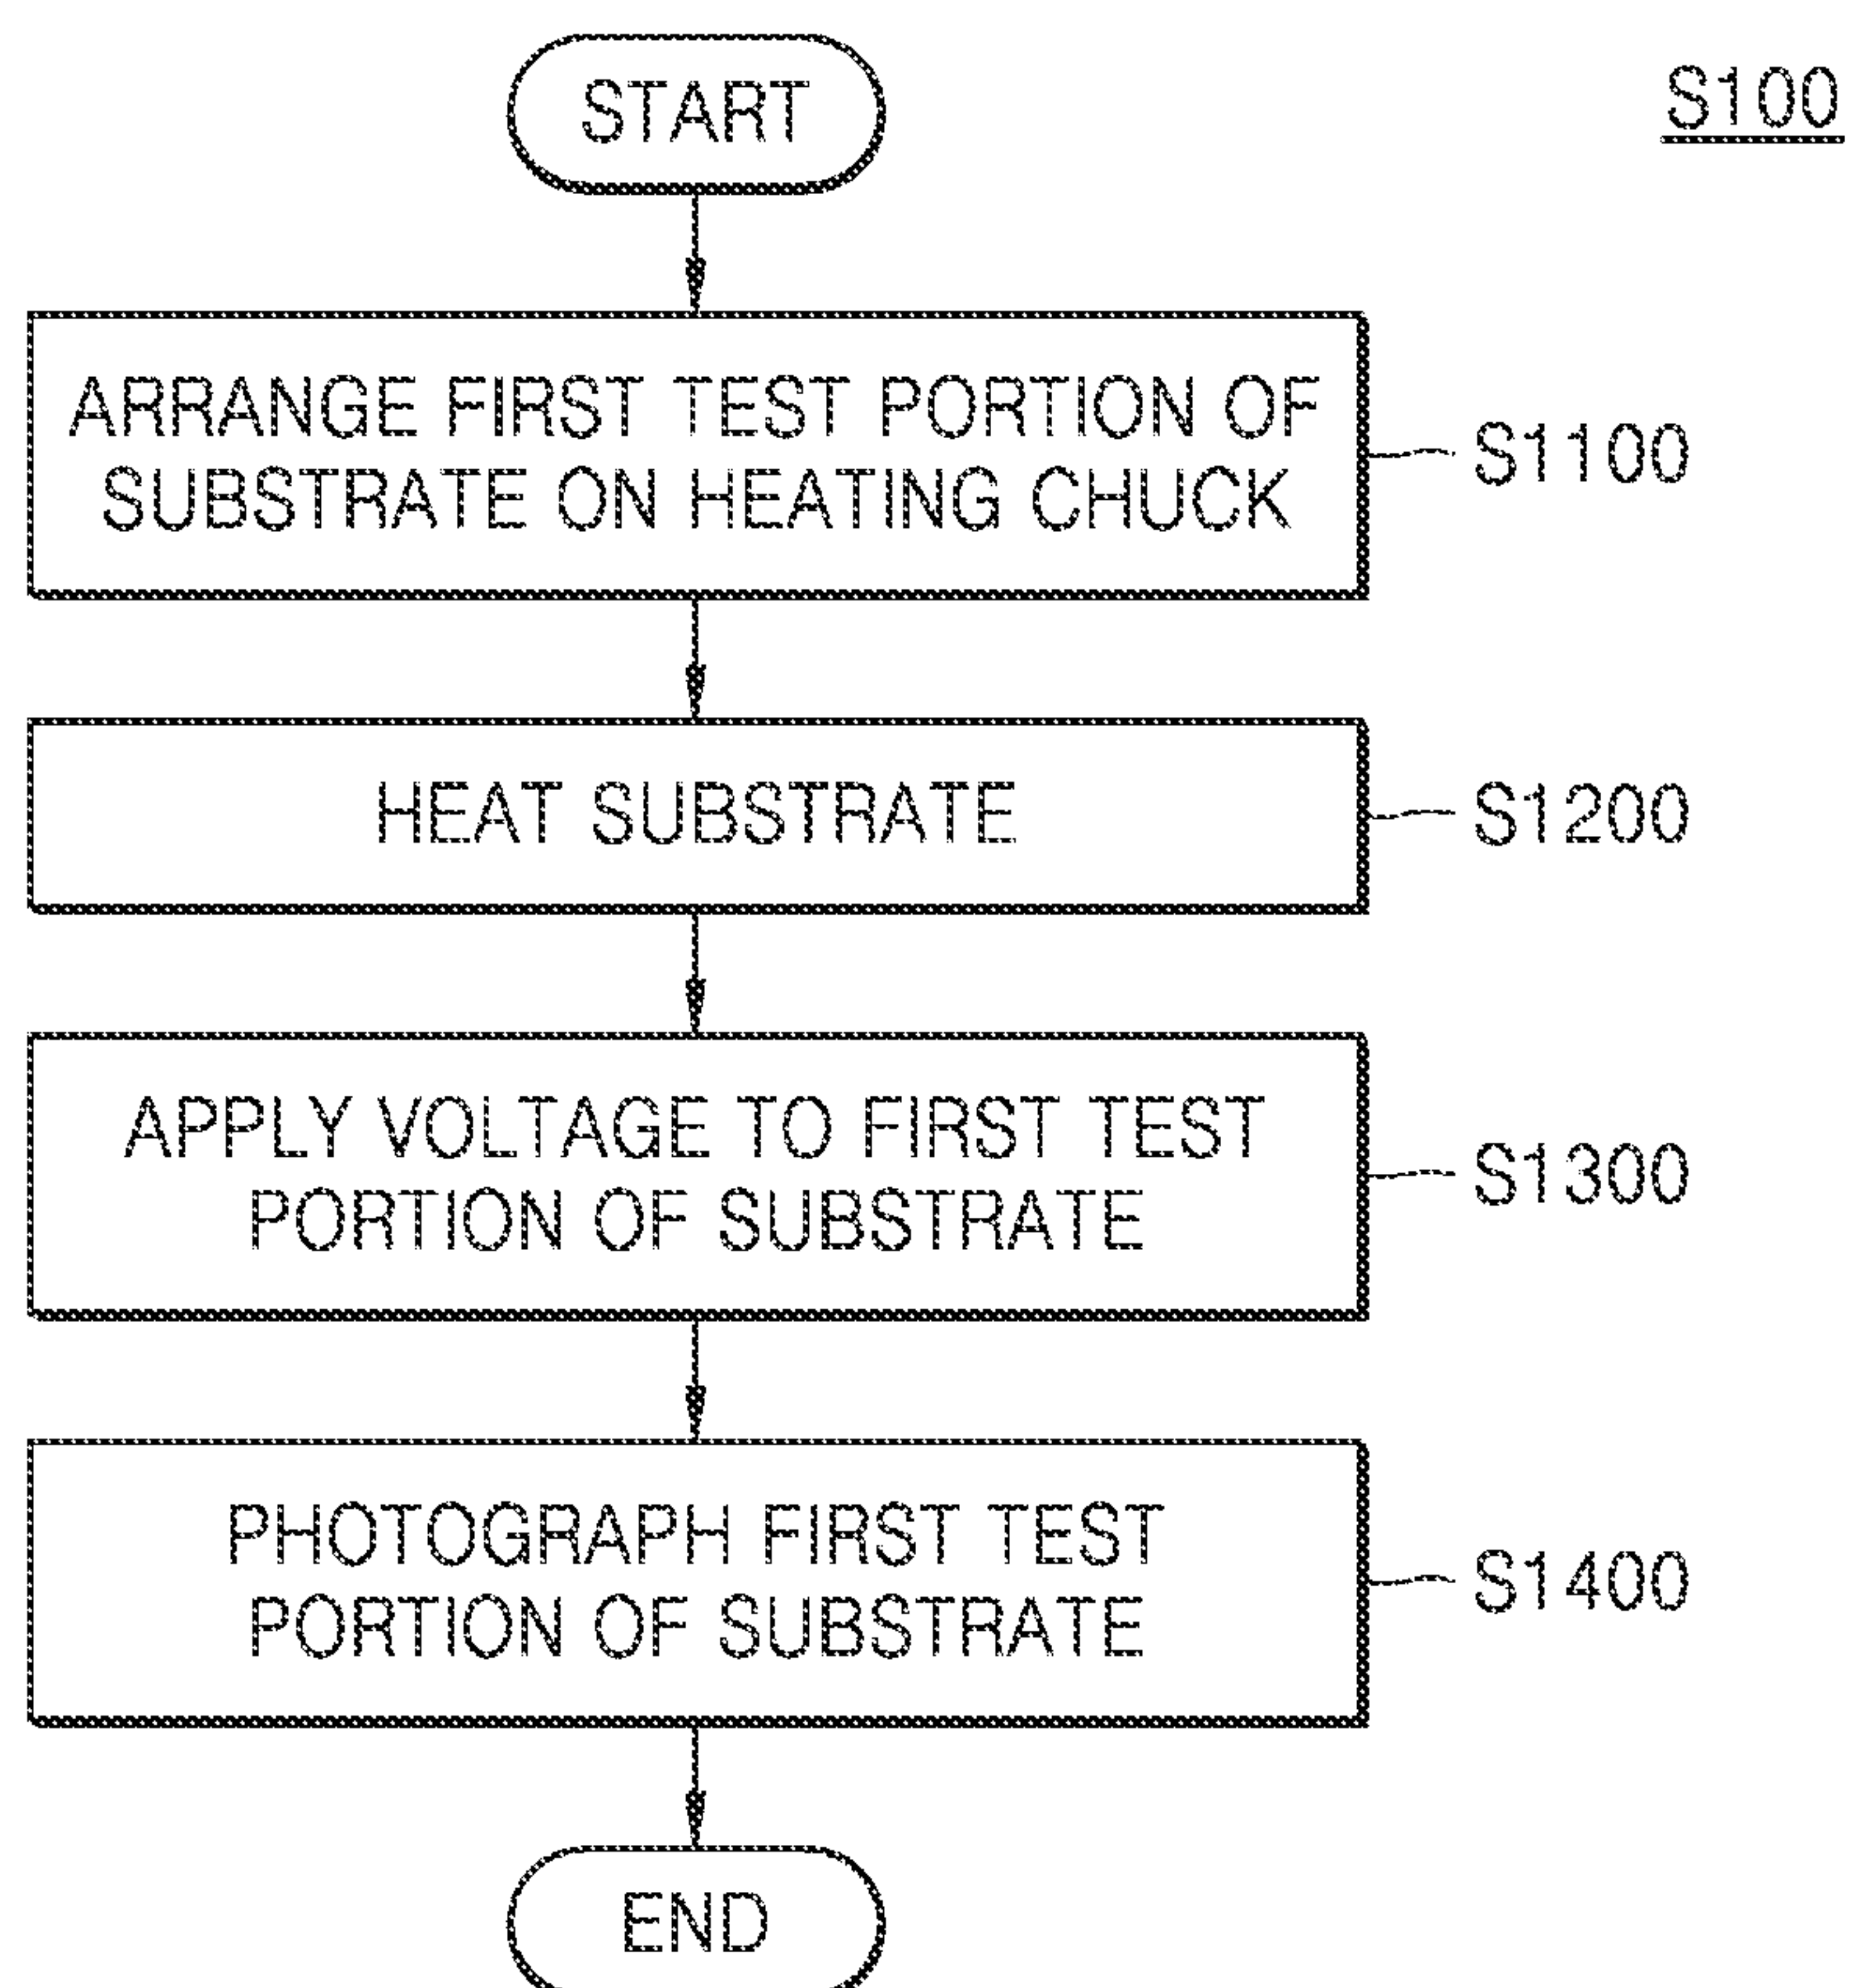 START
S100
ARRANGE FIRST TEST PORTION OF
SUBSTRATE ON HEATING CHUCK
S1100
HEAT SUBSTRATE
S1200
APPLY VOLTAGE TO FIRST TEST
PORTION OF SUBSTRATE
S1300
PHOTOGRAPH FIRST TEST
PORTION OF SUBSTRATE
S1400
END